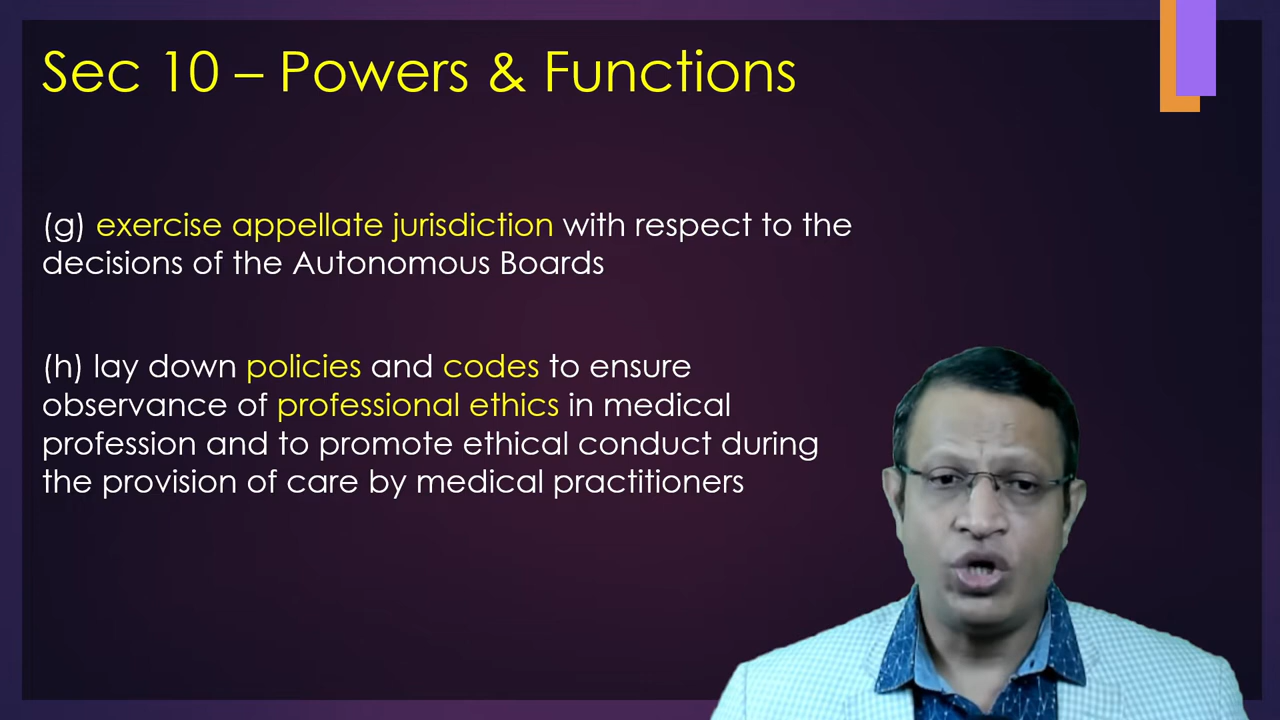 Sec 10 – Powers & Functions
(g) exercise appellate jurisdiction with respect to the
decisions of the Autonomous Boards
(h) lay down policies and codes to ensure
observance of professional ethics in medical
profession and to promote ethical conduct during
the provision of care by medical practitioners